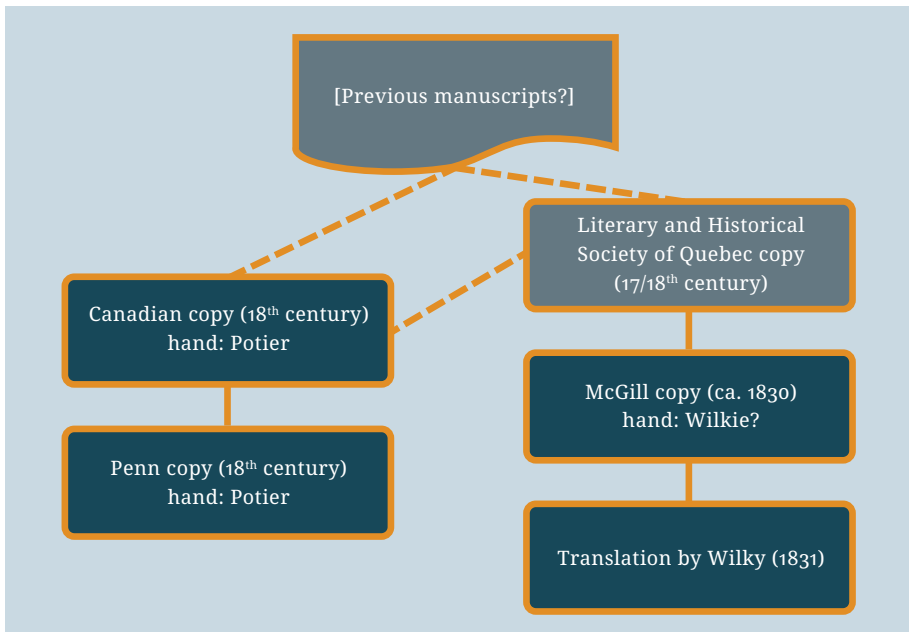 [Previous manuscripts?]
Literary and Historical
Society of Quebec copy
(17/18th century)
Canadian copy (18th century)
hand: Potier
McGill copy (ca. 1830)
hand: Wilkie?
Penn copy (18th century)
hand: Potier
Translation by Wilky (1831)